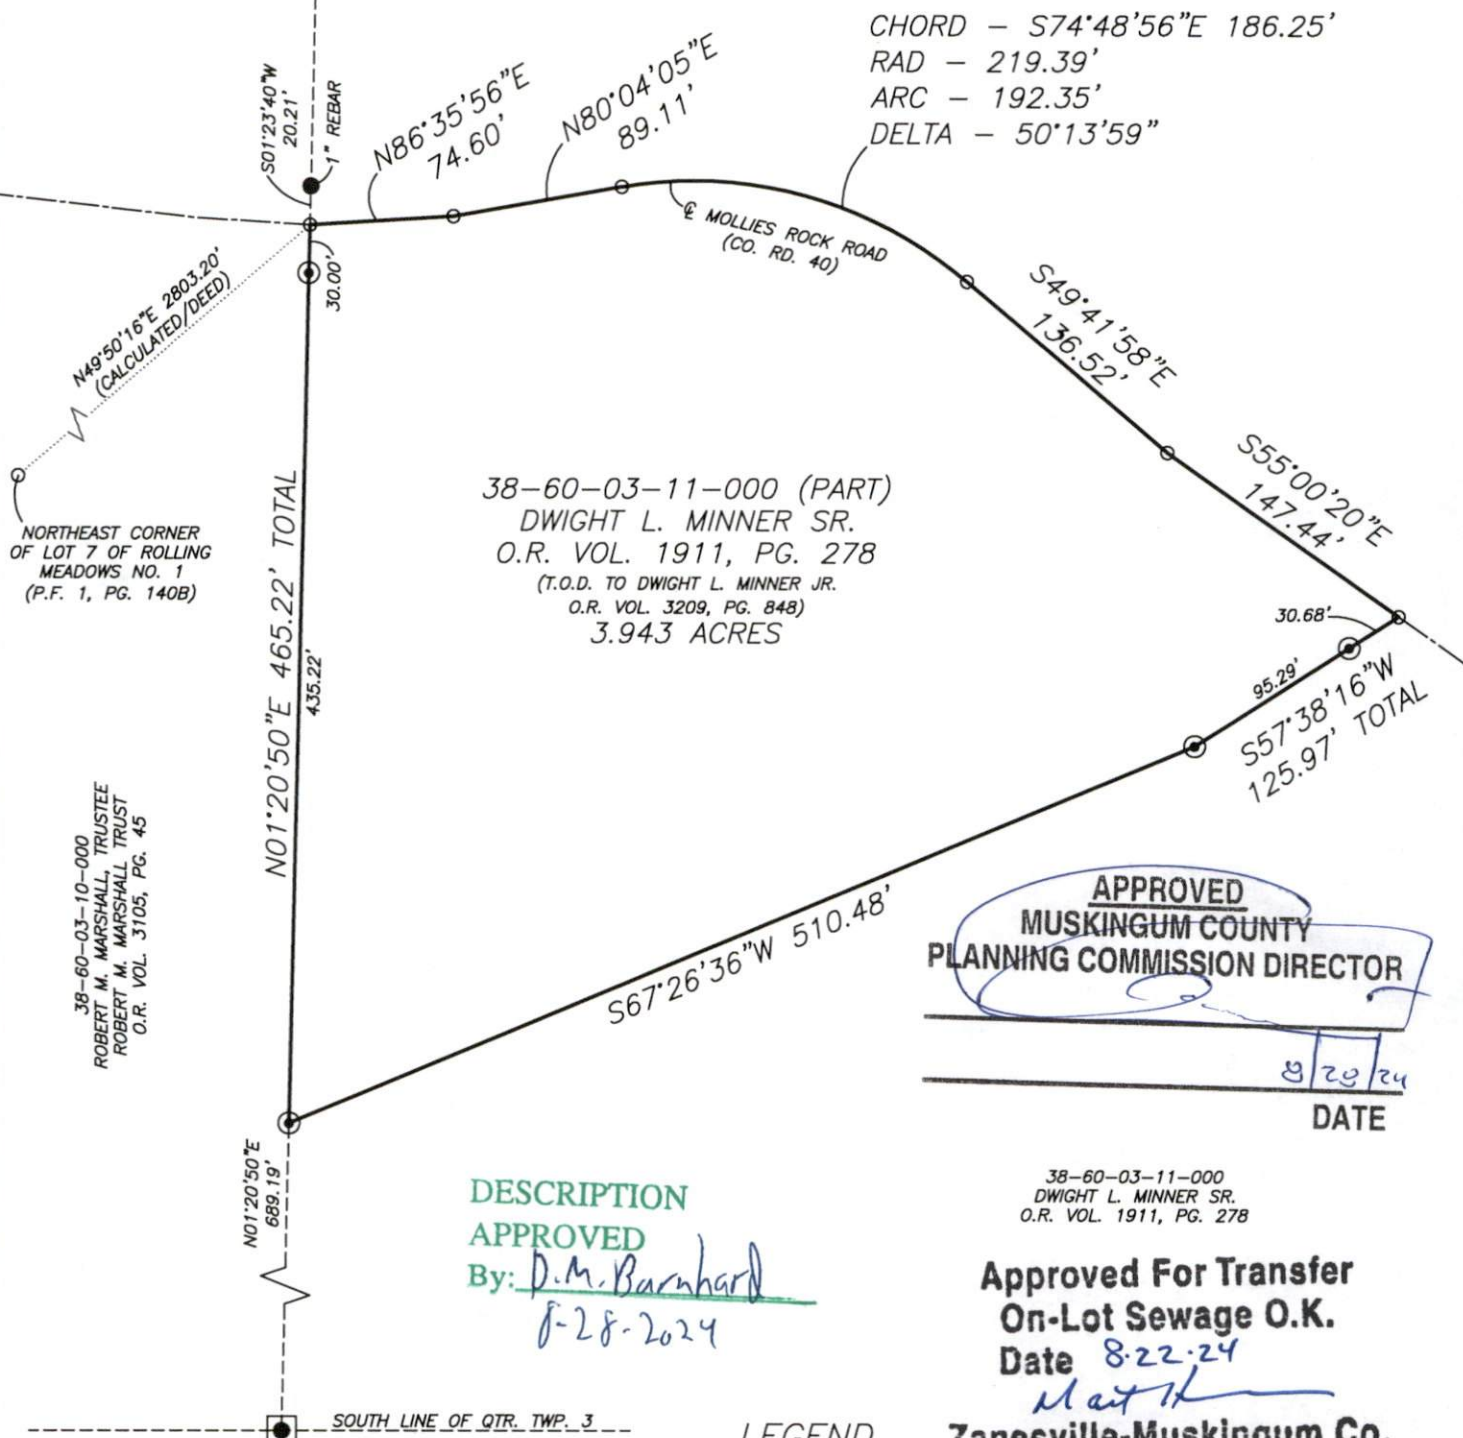 CHORD – S74°48'56"E 186.25'
RAD – 219.39'
ARC – 192.35'
DELTA – 50°13'59"
S01°23'40"W
20.21'
1" REBAR
N86°35'56"E
74.60'
N80°04'05"E
89.11'
℄ MOLLIES ROCK ROAD
(CO. RD. 40)
30.00'
N49°50'16"E 2803.20'
(CALCULATED/DEED)
S49°41'58"E
136.52'
S55°00'20"E
147.44'
NORTHEAST CORNER
OF LOT 7 OF ROLLING
MEADOWS NO. 1
(P.F. 1, PG. 140B)
N01°20'50"E 465.22' TOTAL
435.22'
38-60-03-11-000 (PART)
DWIGHT L. MINNER SR.
O.R. VOL. 1911, PG. 278
(T.O.D. TO DWIGHT L. MINNER JR.
O.R. VOL. 3209, PG. 848)
3.943 ACRES
30.68'
95.29'
S57°38'16"W
125.97' TOTAL
38-60-03-10-000
ROBERT M. MARSHALL, TRUSTEE
ROBERT M. MARSHALL TRUST
O.R. VOL. 3105, PG. 45
S67°26'36"W 510.48'
APPROVED
MUSKINGUM COUNTY
PLANNING COMMISSION DIRECTOR
8/28/24
DATE
N01°20'50"E
689.19'
DESCRIPTION
APPROVED
By: D.M. Barnhard
8-28-2024
38-60-03-11-000
DWIGHT L. MINNER SR.
O.R. VOL. 1911, PG. 278
Approved For Transfer
On-Lot Sewage O.K.
Date 8-22-24
SOUTH LINE OF QTR. TWP. 3
LEGEND
Zanesville-Muskingum Co.